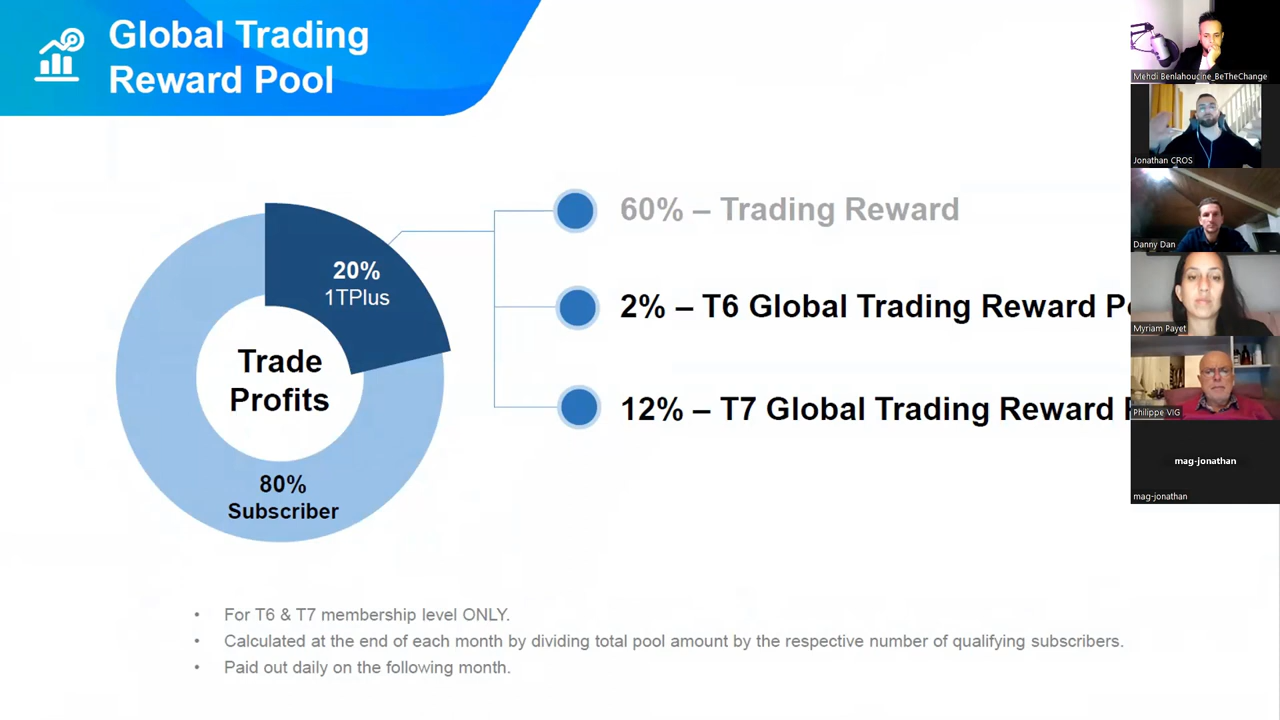 Global Trading
Reward Pool
20%
1TPlus
Trade
Profits
80%
Subscriber
60% – Trading Reward
2% – T6 Global Trading Reward
12% – T7 Global Trading Reward
• For T6 & T7 membership level ONLY.
• Calculated at the end of each month by dividing total pool amount by the respective number of qualifying subscribers.
• Paid out daily on the following month.
Mehdi Benlahoucine_BeTheChange
Jonathan CROS
Danny Dan
Myriam Payet
Philippe VIG
mag-jonathan
mag-jonathan